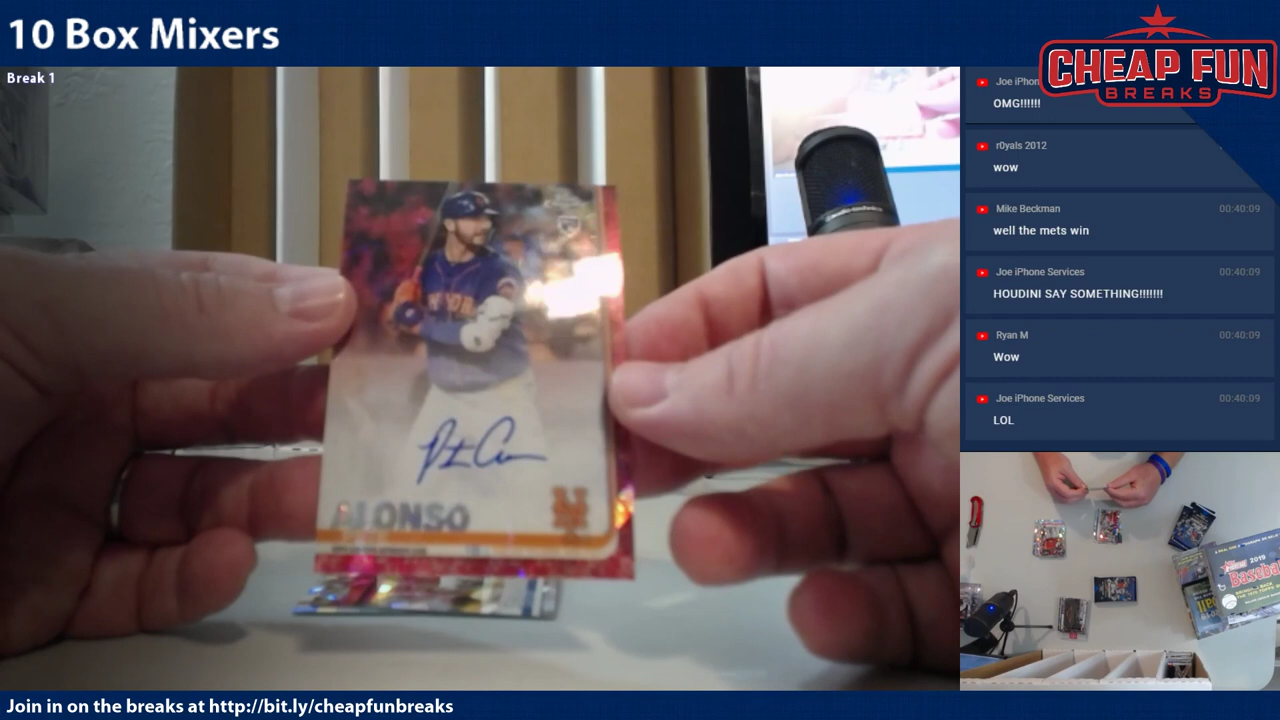 10 Box Mixers
CHEAP FUN
BREAKS
Break 1
Joe iPhon
OMG!!!!!!
r0yals 2012
wow
Mike Beckman 00:40:09
well the mets win
Joe iPhone Services 00:40:09
HOUDINI SAY SOMETHING!!!!!!!
Ryan M 00:40:09
Wow
Joe iPhone Services 00:40:09
LOL
ALONSO
2019
Baseba
Join in on the breaks at http://bit.ly/cheapfunbreaks